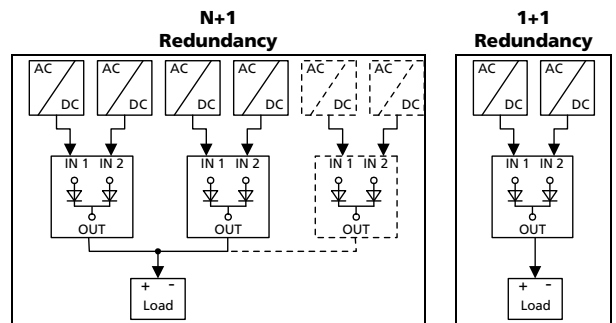 N+1
Redundancy
1+1
Redundancy
AC AC AC AC AC AC
DC DC DC DC DC DC
IN 1 IN 2 IN 1 IN 2 IN 1 IN 2
OUT OUT OUT
+ -
Load
AC AC
DC DC
IN 1 IN 2
OUT
+ -
Load